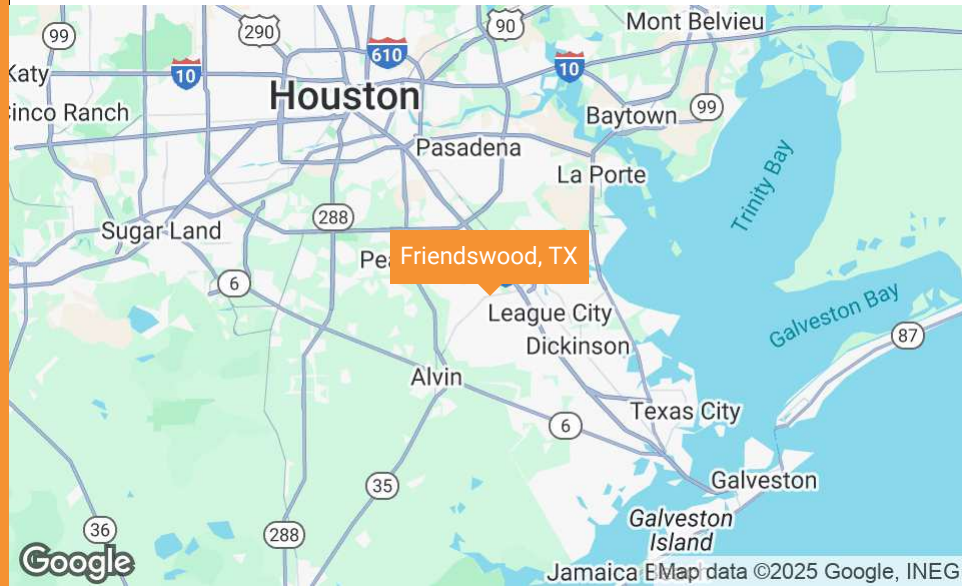 Mont Belvieu
99
290
90
610
Katy
10
10
Houston
Cinco Ranch
99
Baytown
Pasadena
La Porte
Trinity Bay
288
Sugar Land
Friendswood, TX
6
League City
Galveston Bay
87
Dickinson
Alvin
Texas City
6
Galveston
35
Galveston
Island
36
288
Google
Jamaica
Map data ©2025 Google, INEG